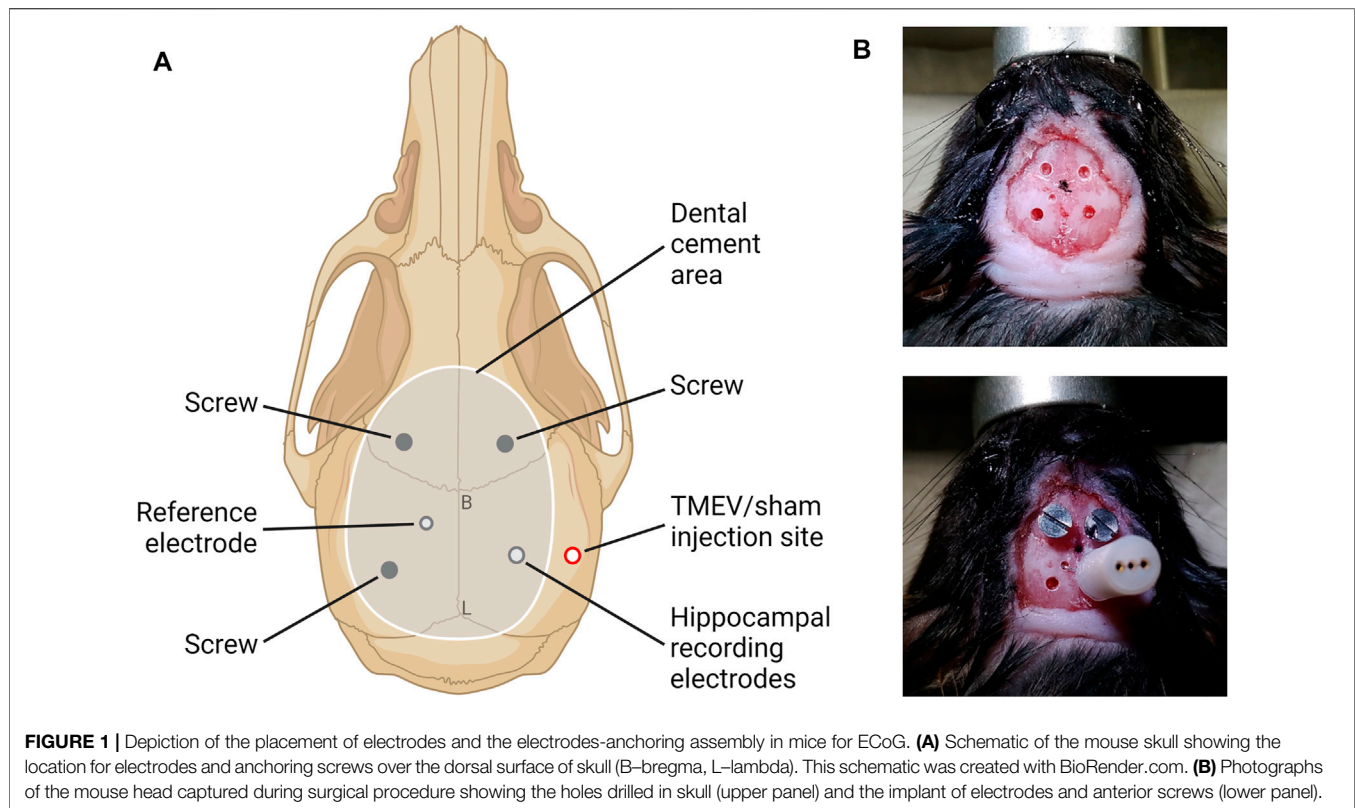 A
B
Dental
cement
area
Screw
Screw
B
Reference
electrode
TMEV/sham
injection site
L
Screw
Hippocampal
recording
electrodes
FIGURE 1 | Depiction of the placement of electrodes and the electrodes-anchoring assembly in mice for ECoG. (A) Schematic of the mouse skull showing the
location for electrodes and anchoring screws over the dorsal surface of skull (B–bregma, L–lambda). This schematic was created with BioRender.com. (B) Photographs
of the mouse head captured during surgical procedure showing the holes drilled in skull (upper panel) and the implant of electrodes and anterior screws (lower panel).